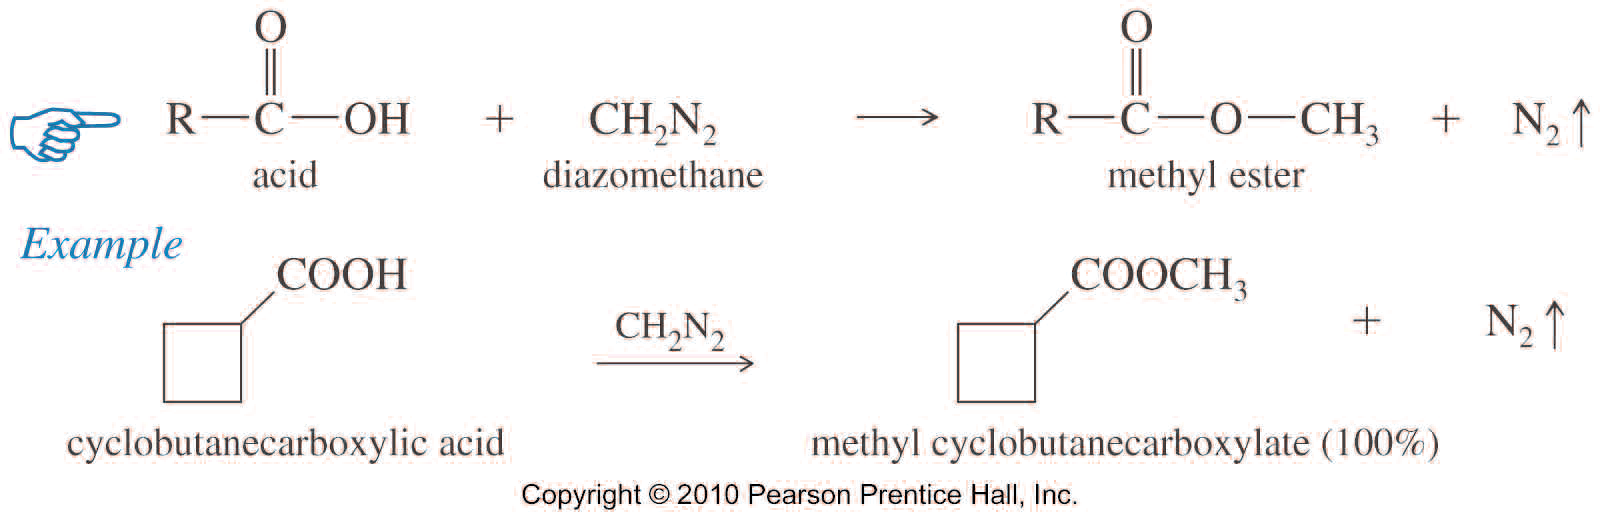 O O
R—C—OH + CH₂N₂ → R—C—O—CH₃ + N₂↑
acid diazomethane methyl ester
Example
COOH COOCH₃
CH₂N₂ + N₂↑
cyclobutanecarboxylic acid methyl cyclobutanecarboxylate (100%)
Copyright © 2010 Pearson Prentice Hall, Inc.